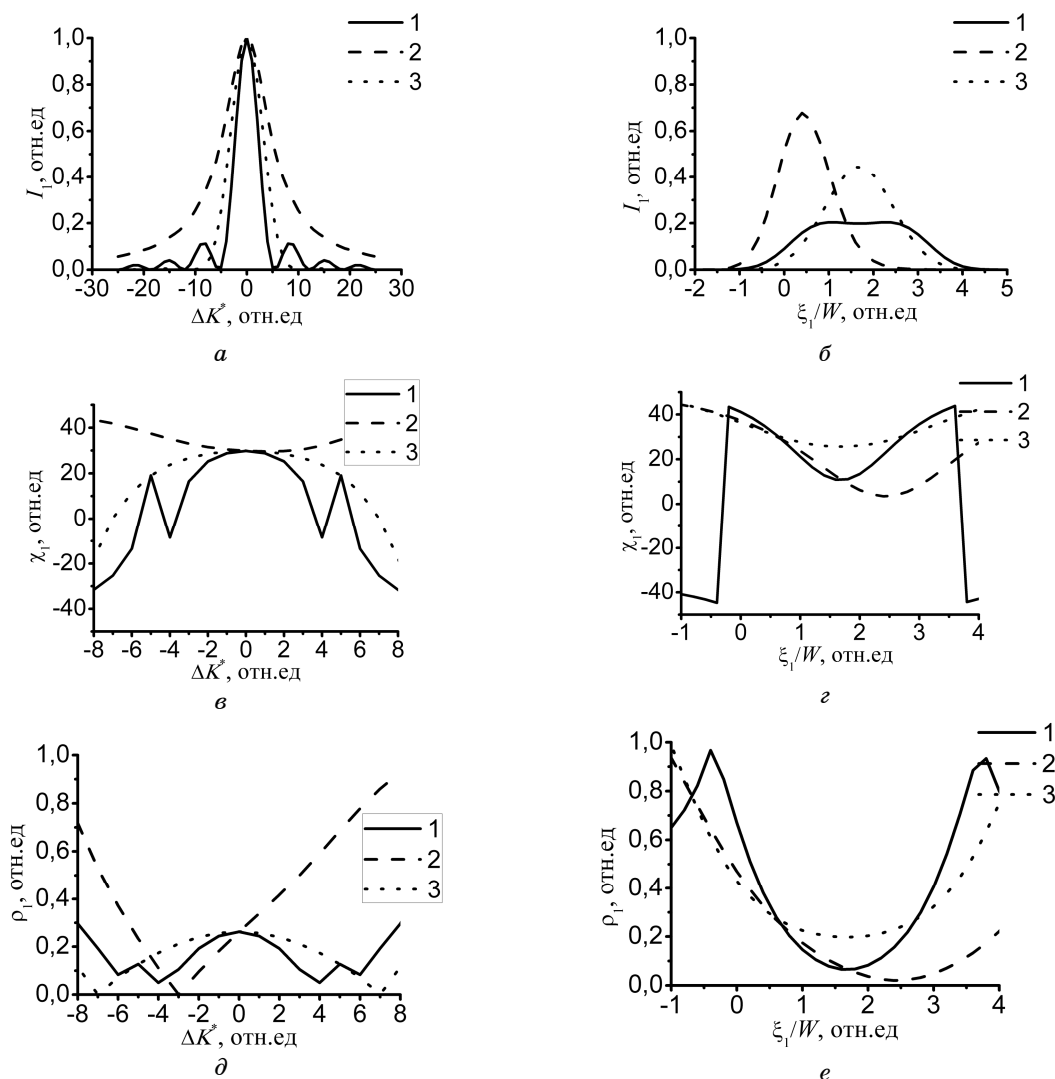 1
2
3
I₁, отн.ед
1,0
0,8
0,6
0,4
0,2
0,0
-30 -20 -10 0 10 20 30
ΔK*, отн.ед
а
1
2
3
I₁, отн.ед
1,0
0,8
0,6
0,4
0,2
0,0
-2 -1 0 1 2 3 4 5
ξ₁/W, отн.ед
б
1
2
3
χ₁, отн.ед
40
20
0
-20
-40
-8 -6 -4 -2 0 2 4 6 8
ΔK*, отн.ед
в
1
2
3
χ₁, отн.ед
40
20
0
-20
-40
-1 0 1 2 3 4
ξ₁/W, отн.ед
г
1
2
3
ρ₁, отн.ед
1,0
0,8
0,6
0,4
0,2
0,0
-8 -6 -4 -2 0 2 4 6 8
ΔK*, отн.ед
д
1
2
3
ρ₁, отн.ед
1,0
0,8
0,6
0,4
0,2
0,0
-1 0 1 2 3 4
ξ₁/W, отн.ед
е